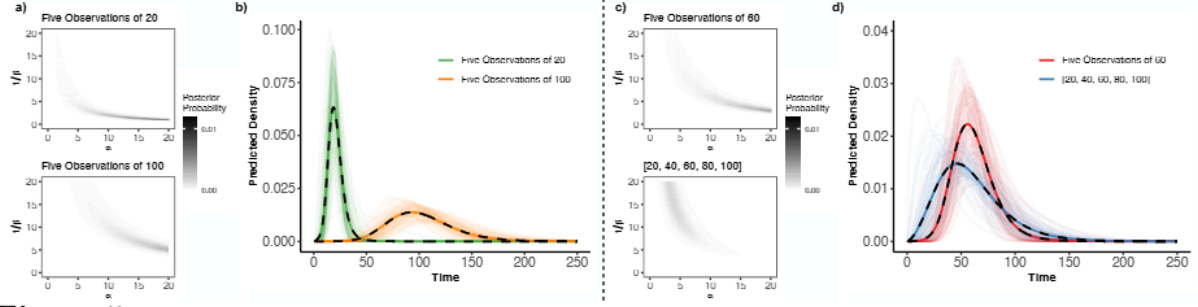 a)
Five Observations of 20
20
15
10
5
0
1/β
0 5 10 15 20
α
Five Observations of 100
20
15
10
5
0
1/β
0 5 10 15 20
α
Posterior
Probability
0.01
0.00
b)
0.100
0.075
0.050
0.025
0.000
Predicted Density
Five Observations of 20
Five Observations of 100
0 50 100 150 200 250
Time
c)
Five Observations of 60
20
15
10
5
0
1/β
0 5 10 15 20
α
[20, 40, 60, 80, 100]
20
15
10
5
0
1/β
0 5 10 15 20
α
Posterior
Probability
0.01
0.00
d)
0.04
0.03
0.02
0.01
0.00
Predicted Density
Five Observations of 60
[20, 40, 60, 80, 100]
0 50 100 150 200 250
Time